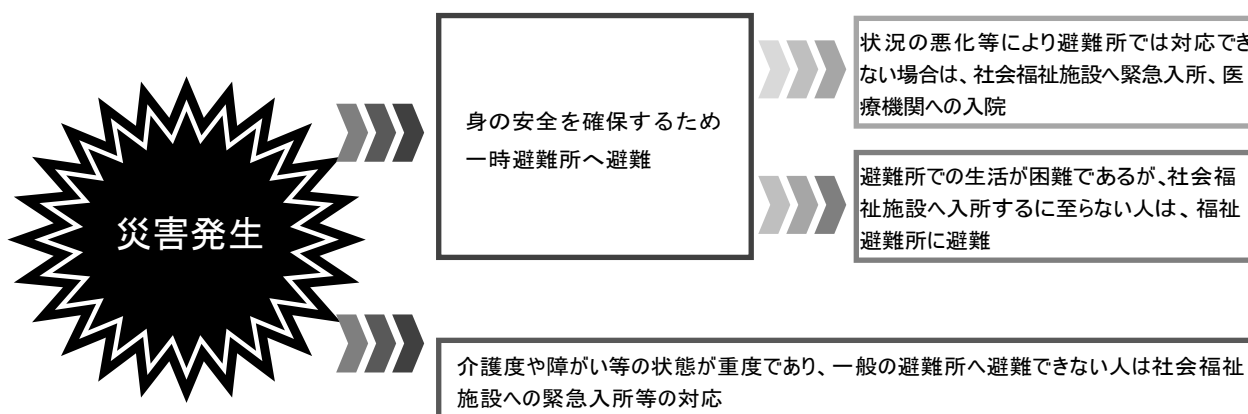 災害発生
身の安全を確保するため
一時避難所へ避難
状況の悪化等により避難所では対応でき
ない場合は、社会福祉施設へ緊急入所、医
療機関への入院
避難所での生活が困難であるが、社会福
祉施設へ入所するに至らない人は、福祉
避難所に避難
介護度や障がい等の状態が重度であり、一般の避難所へ避難できない人は社会福祉
施設への緊急入所等の対応